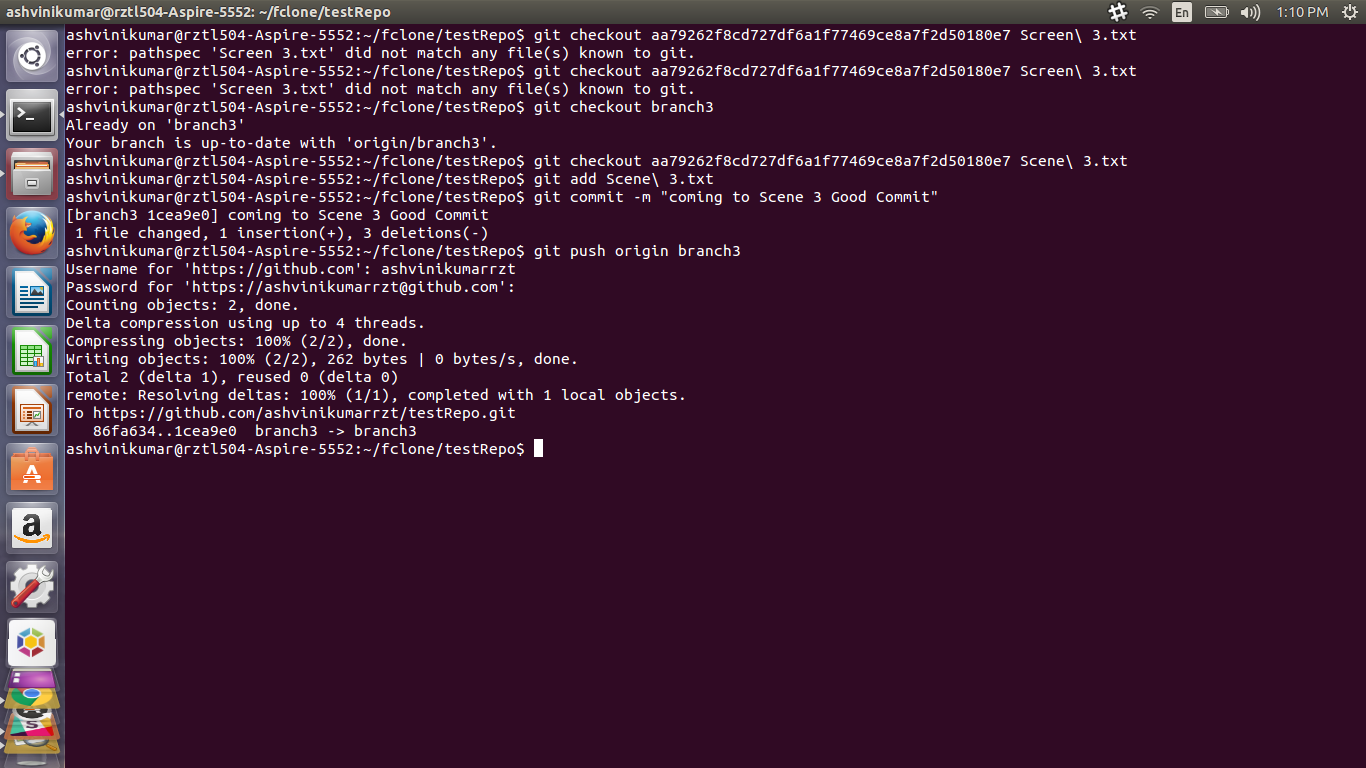 ashvinikumar@rztl504-Aspire-5552: ~/fclone/testRepo En 1:10 PM
ashvinikumar@rztl504-Aspire-5552:~/fclone/testRepo$ git checkout aa79262f8cd727df6a1f77469ce8a7f2d50180e7 Screen\ 3.txt
error: pathspec 'Screen 3.txt' did not match any file(s) known to git.
ashvinikumar@rztl504-Aspire-5552:~/fclone/testRepo$ git checkout aa79262f8cd727df6a1f77469ce8a7f2d50180e7 Screen\ 3.txt
error: pathspec 'Screen 3.txt' did not match any file(s) known to git.
ashvinikumar@rztl504-Aspire-5552:~/fclone/testRepo$ git checkout branch3
Already on 'branch3'
Your branch is up-to-date with 'origin/branch3'.
ashvinikumar@rztl504-Aspire-5552:~/fclone/testRepo$ git checkout aa79262f8cd727df6a1f77469ce8a7f2d50180e7 Scene\ 3.txt
ashvinikumar@rztl504-Aspire-5552:~/fclone/testRepo$ git add Scene\ 3.txt
ashvinikumar@rztl504-Aspire-5552:~/fclone/testRepo$ git commit -m "coming to Scene 3 Good Commit"
[branch3 1cea9e0] coming to Scene 3 Good Commit
 1 file changed, 1 insertion(+), 3 deletions(-)
ashvinikumar@rztl504-Aspire-5552:~/fclone/testRepo$ git push origin branch3
Username for 'https://github.com': ashvinikumarrzt
Password for 'https://ashvinikumarrzt@github.com':
Counting objects: 2, done.
Delta compression using up to 4 threads.
Compressing objects: 100% (2/2), done.
Writing objects: 100% (2/2), 262 bytes | 0 bytes/s, done.
Total 2 (delta 1), reused 0 (delta 0)
remote: Resolving deltas: 100% (1/1), completed with 1 local objects.
To https://github.com/ashvinikumarrzt/testRepo.git
   86fa634..1cea9e0  branch3 -> branch3
ashvinikumar@rztl504-Aspire-5552:~/fclone/testRepo$